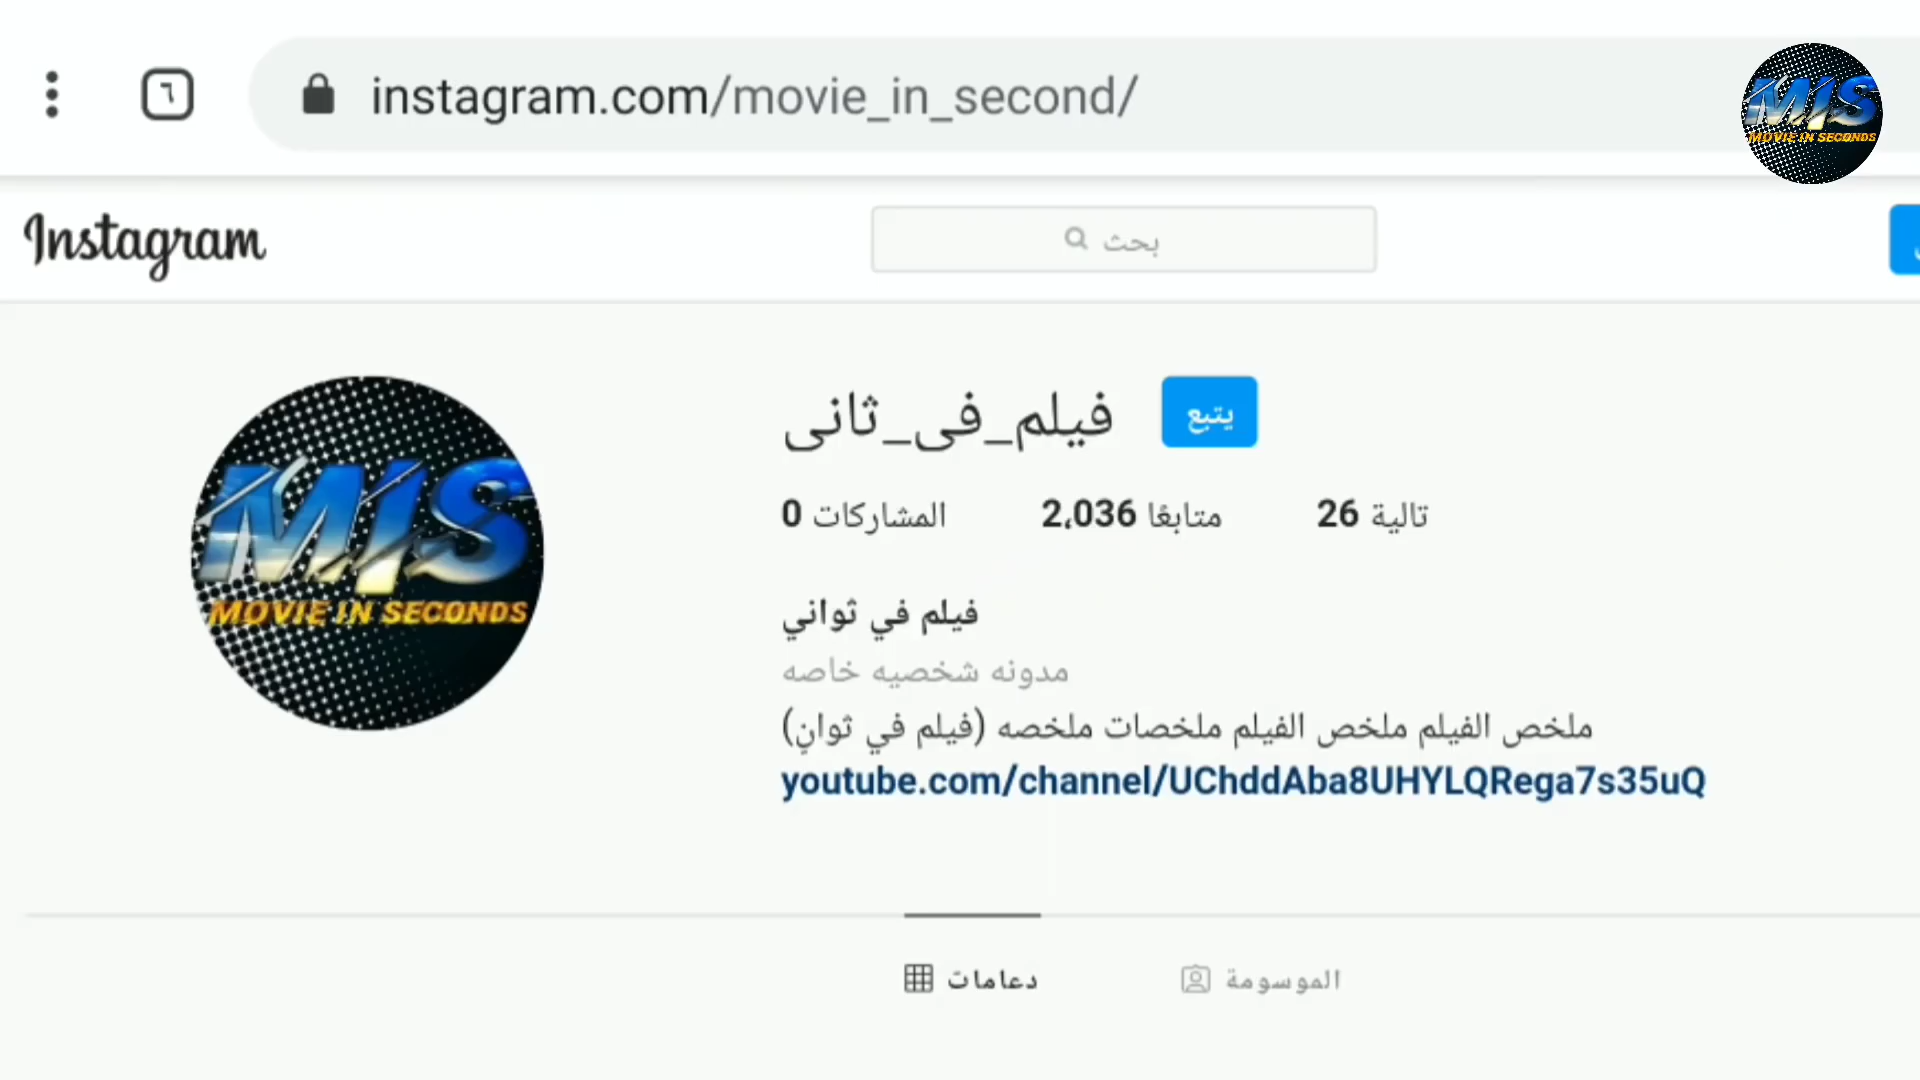 ٦
instagram.com/movie_in_second/
MIS
MOVIE IN SECONDS
Instagram
بحث
MIS
MOVIE IN SECONDS
فيلم_فى_ثانى
يتبع
0 المشاركات
2،036 متابعًا
26 تالية
فيلم في ثواني
مدونه شخصيه خاصه
ملخص الفيلم ملخص الفيلم ملخصات ملخصه (فيلم في ثوانٍ)
youtube.com/channel/UChddAba8UHYLQRega7s35uQ
دعامات
الموسومة